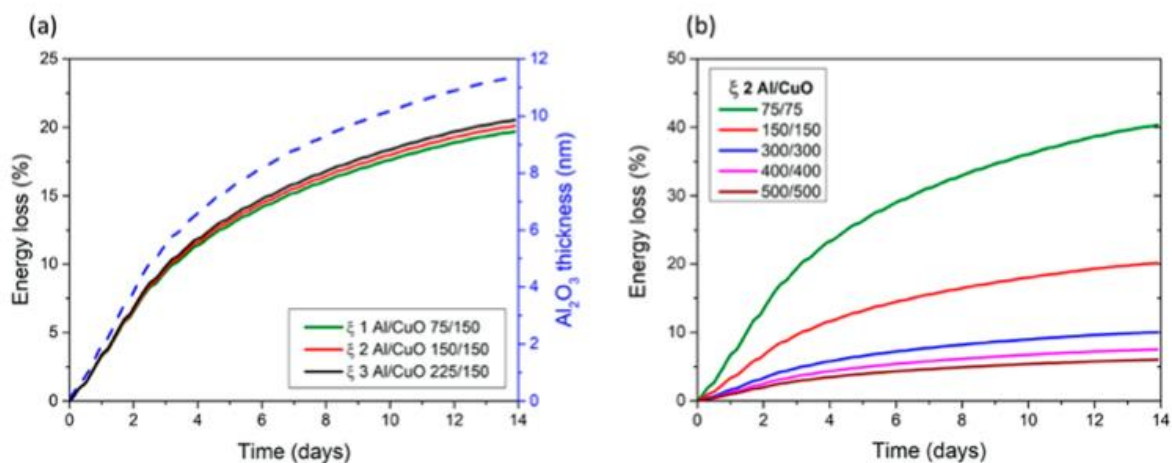 (a)
25
20
15
10
5
0
Energy loss (%)
0 2 4 6 8 10 12 14
Time (days)
12
10
8
6
4
2
0
Al₂O₃ thickness (nm)
ξ 1 Al/CuO 75/150
ξ 2 Al/CuO 150/150
ξ 3 Al/CuO 225/150
(b)
50
40
30
20
10
0
Energy loss (%)
0 2 4 6 8 10 12 14
Time (days)
ξ 2 Al/CuO
75/75
150/150
300/300
400/400
500/500